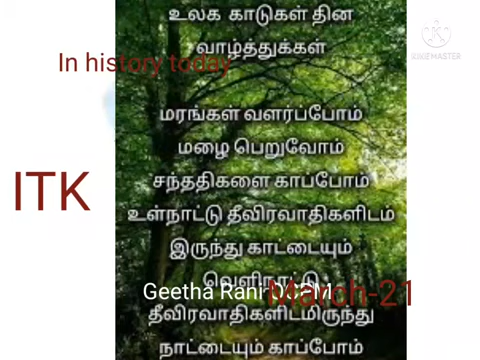 உலக காடுகள் தின
வாழ்த்துக்கள்
In history today
KINEMASTER
மரங்கள் வளர்ப்போம்
மழை பெறுவோம்
ITK
சந்ததிகளை காப்போம்
உள்நாட்டு தீவிரவாதிகளிடம்
இருந்து காட்டையும்
வெளிநாட்டு
Geetha Rani
March-21
தீவிரவாதிகளிடமிருந்து
நாட்டையும் காப்போம்